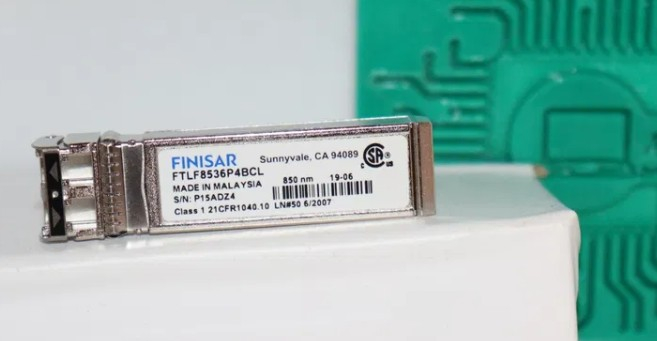 FINISAR Sunnyvale, CA 94089
FTLF8536P4BCL
MADE IN MALAYSIA 850 nm 19-06
S/N: P15ADZ4
Class 1 21CFR1040.10 LN#50 6/2007